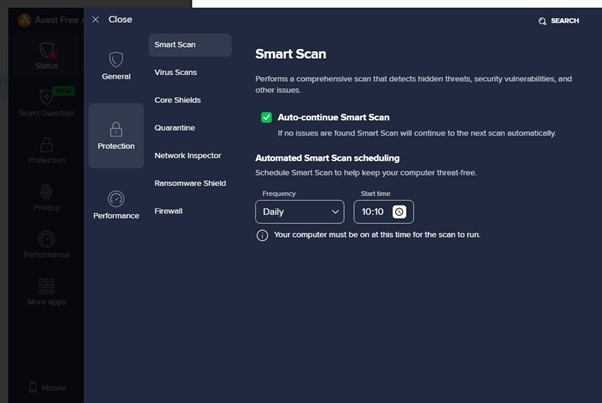 Avast Free A
Close
SEARCH
Status
NEW
Scam Guardian
Protection
Privacy
Performance
More apps
Mobile
General
Protection
Performance
Smart Scan
Virus Scans
Core Shields
Quarantine
Network Inspector
Ransomware Shield
Firewall
Smart Scan
Performs a comprehensive scan that detects hidden threats, security vulnerabilities, and
other issues.
Auto-continue Smart Scan
If no issues are found Smart Scan will continue to the next scan automatically.
Automated Smart Scan scheduling
Schedule Smart Scan to help keep your computer threat-free.
Frequency
Start time
Daily
10:10
Your computer must be on at this time for the scan to run.